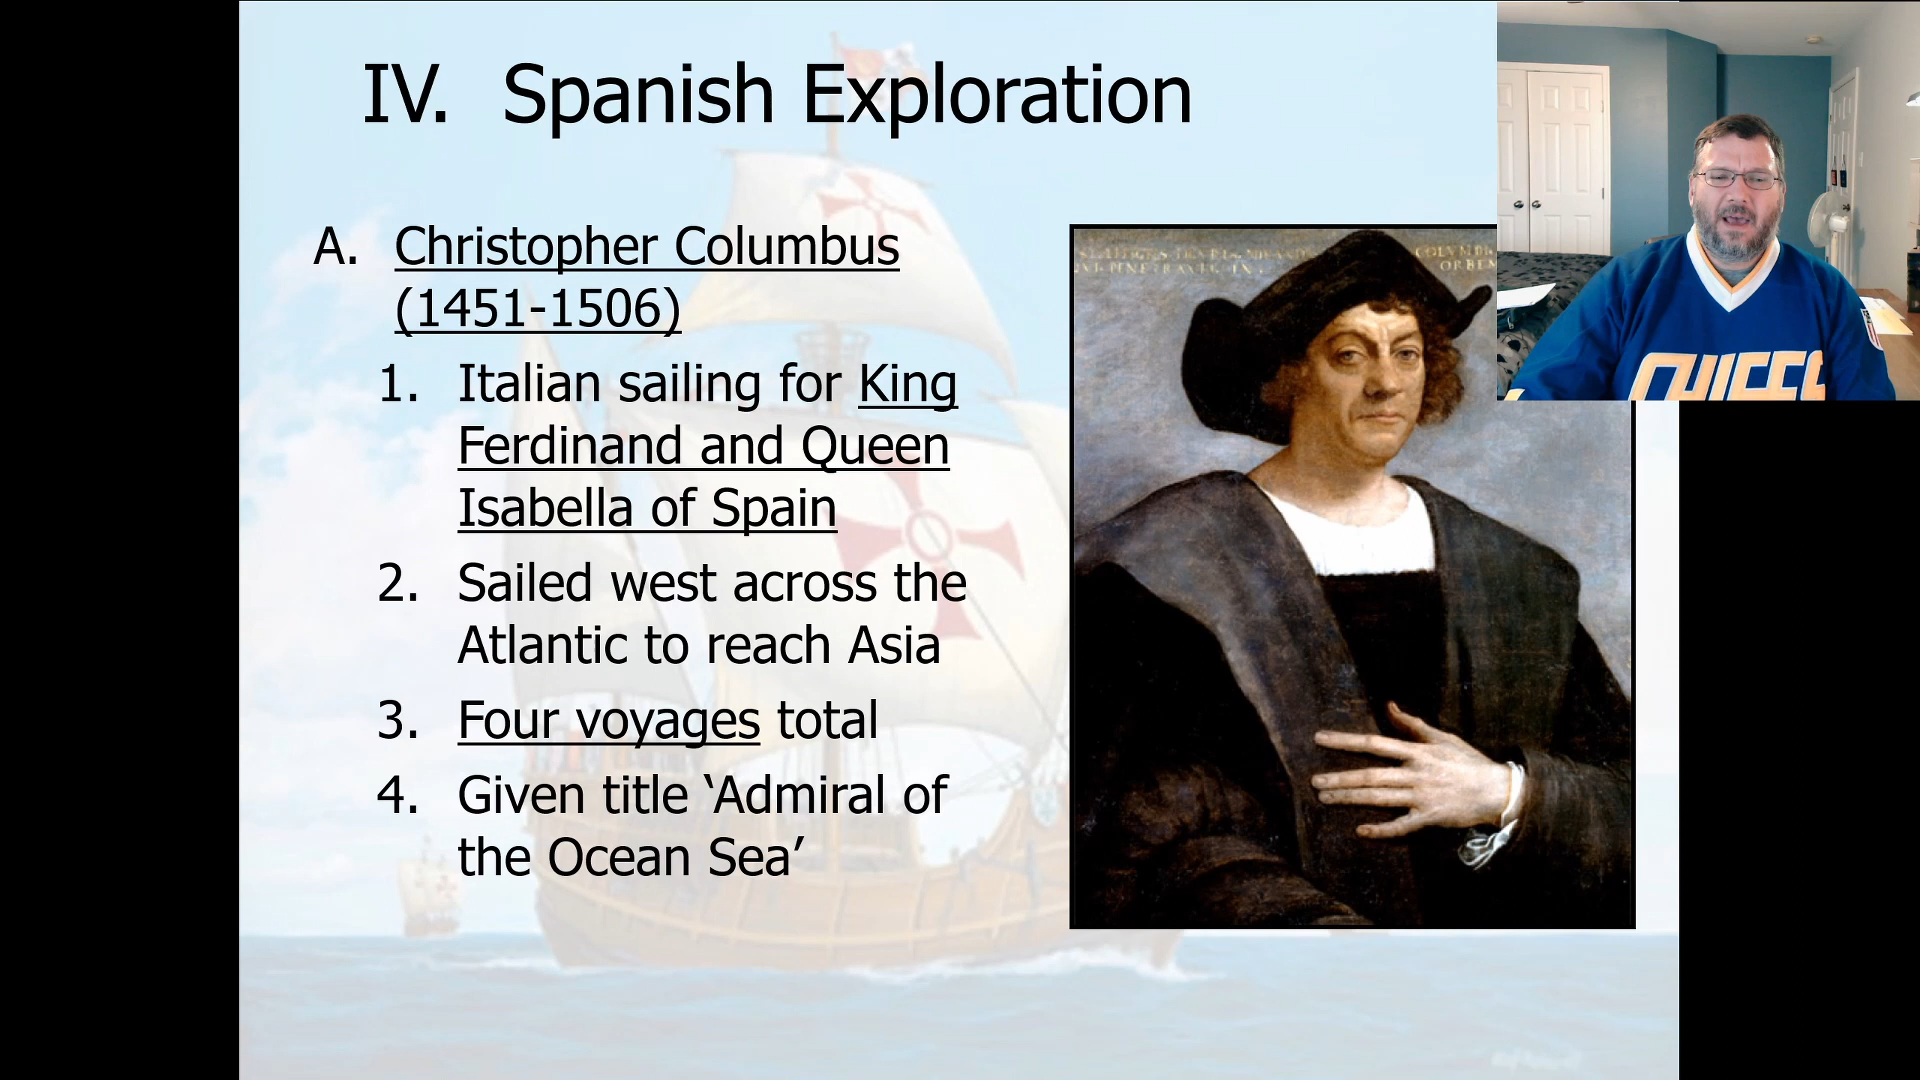 IV. Spanish Exploration
A. Christopher Columbus
(1451-1506)
1. Italian sailing for King
Ferdinand and Queen
Isabella of Spain
2. Sailed west across the
Atlantic to reach Asia
3. Four voyages total
4. Given title ‘Admiral of
the Ocean Sea’
CHIEFS